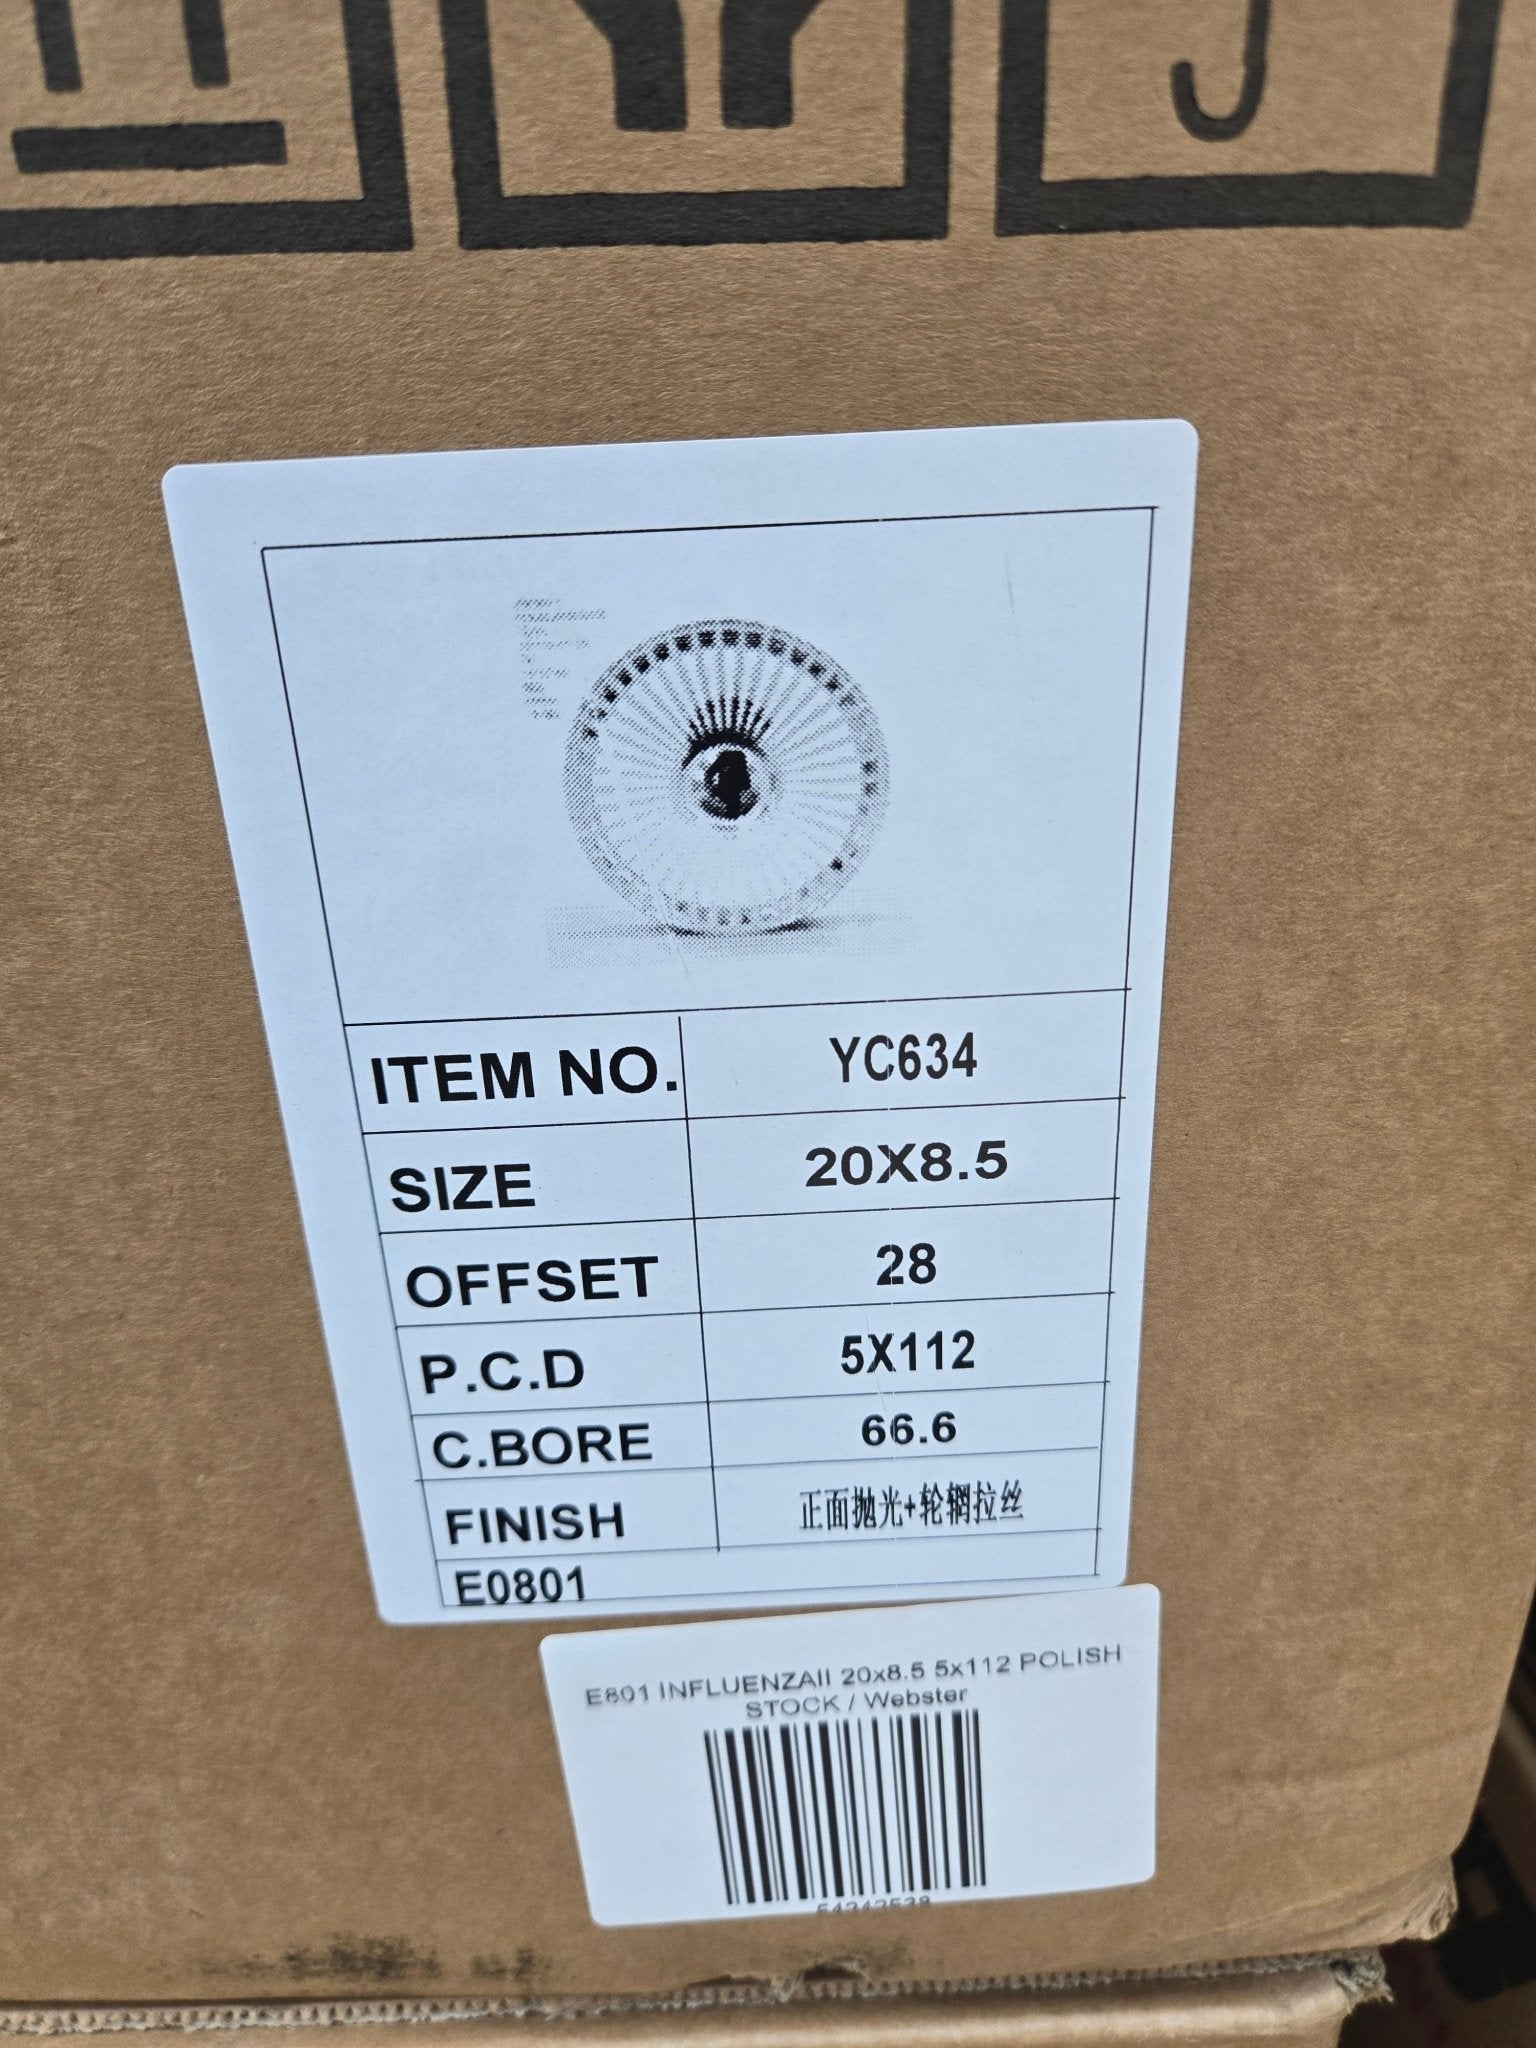 ITEM NO. YC634
SIZE 20X8.5
OFFSET 28
P.C.D 5X112
C.BORE 66.6
FINISH 正面抛光+轮辋拉丝
E0801
E801 INFLUENZAII 20x8.5 5x112 POLISH
STOCK / Webster